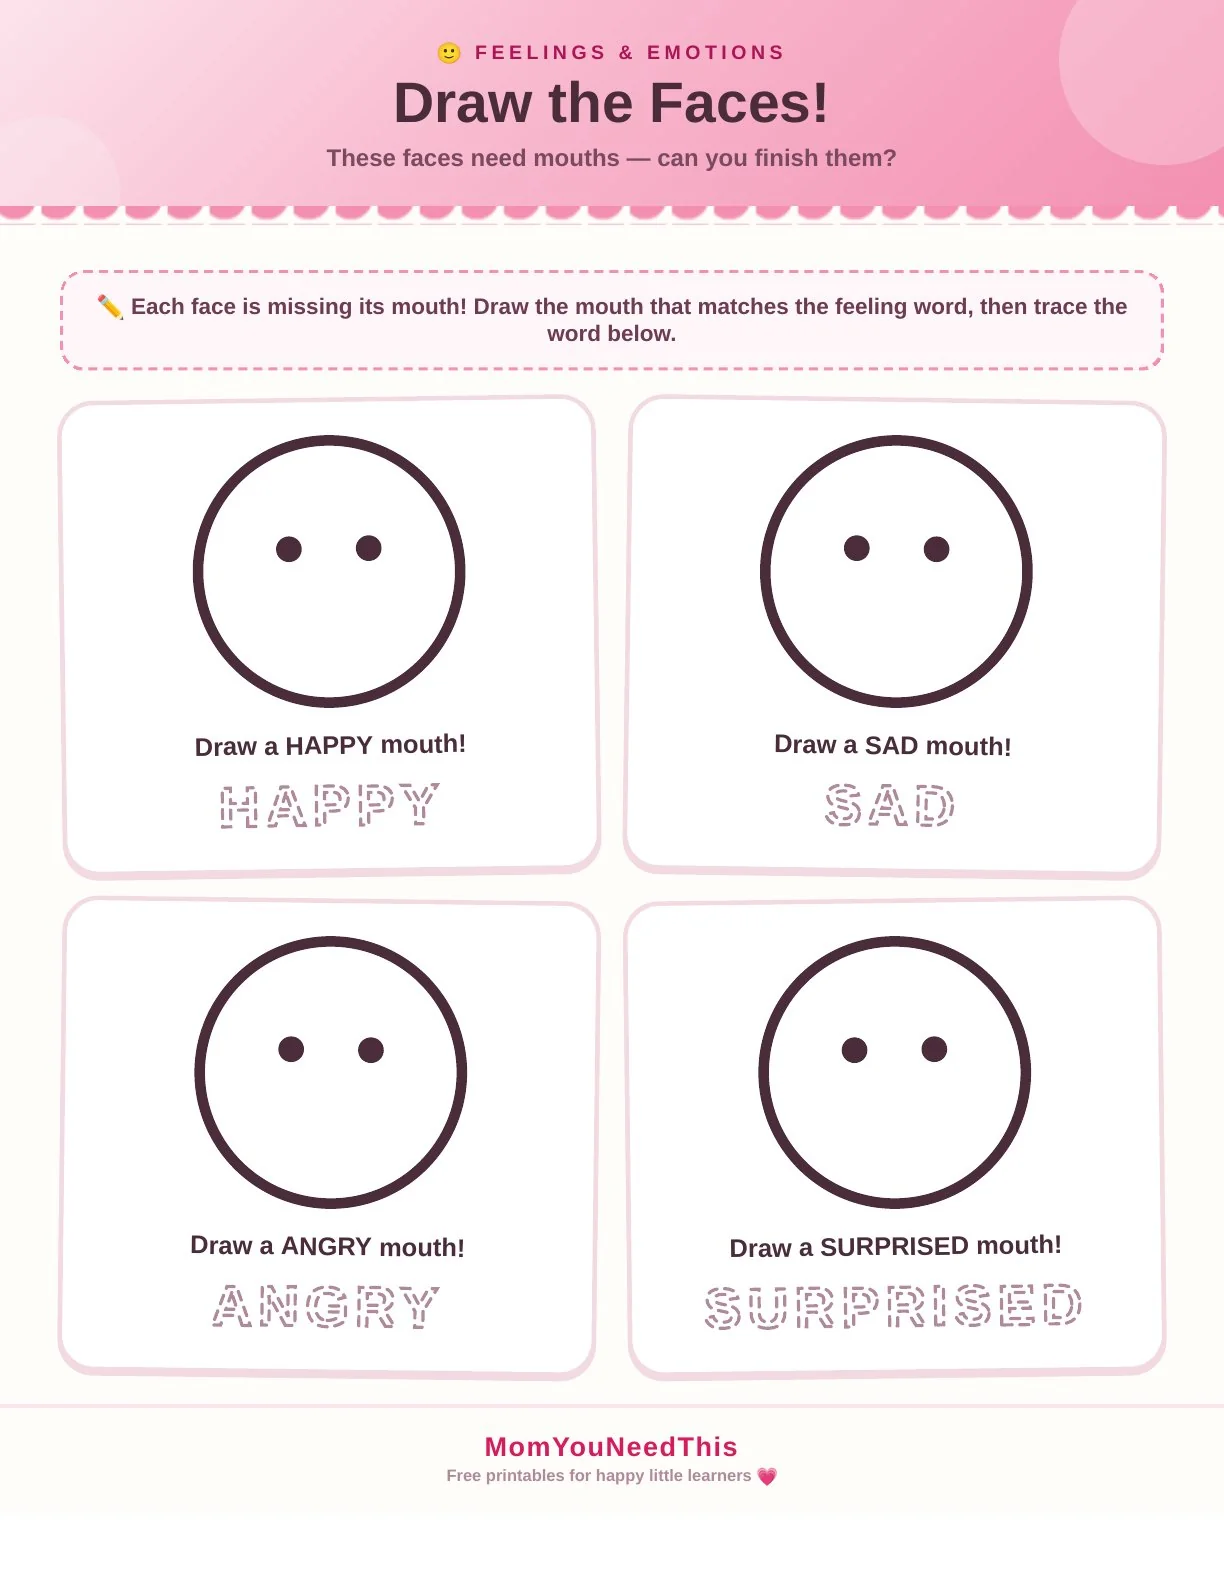 🙂 FEELINGS & EMOTIONS
Draw the Faces!
These faces need mouths — can you finish them?
✏️ Each face is missing its mouth! Draw the mouth that matches the feeling word, then trace the
word below.
Draw a HAPPY mouth!
HAPPY
Draw a SAD mouth!
SAD
Draw a ANGRY mouth!
ANGRY
Draw a SURPRISED mouth!
SURPRISED
MomYouNeedThis
Free printables for happy little learners 💗